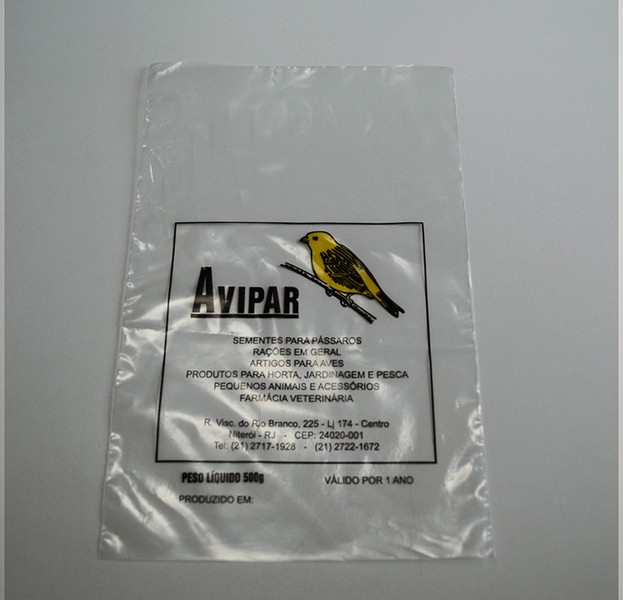 AVIPAR
SEMENTES PARA PÁSSAROS
RAÇÕES EM GERAL
ARTIGOS PARA AVES
PRODUTOS PARA HORTA, JARDINAGEM E PESCA
PEQUENOS ANIMAIS E ACESSÓRIOS
FARMÁCIA VETERINÁRIA
R. Visc. do Rio Branco, 225 - Lj 174 - Centro
Niterói - RJ - CEP: 24020-001
Tel: (21) 2717-1928 - (21) 2722-1672
PESO LÍQUIDO 500g VÁLIDO POR 1 ANO
PRODUZIDO EM: